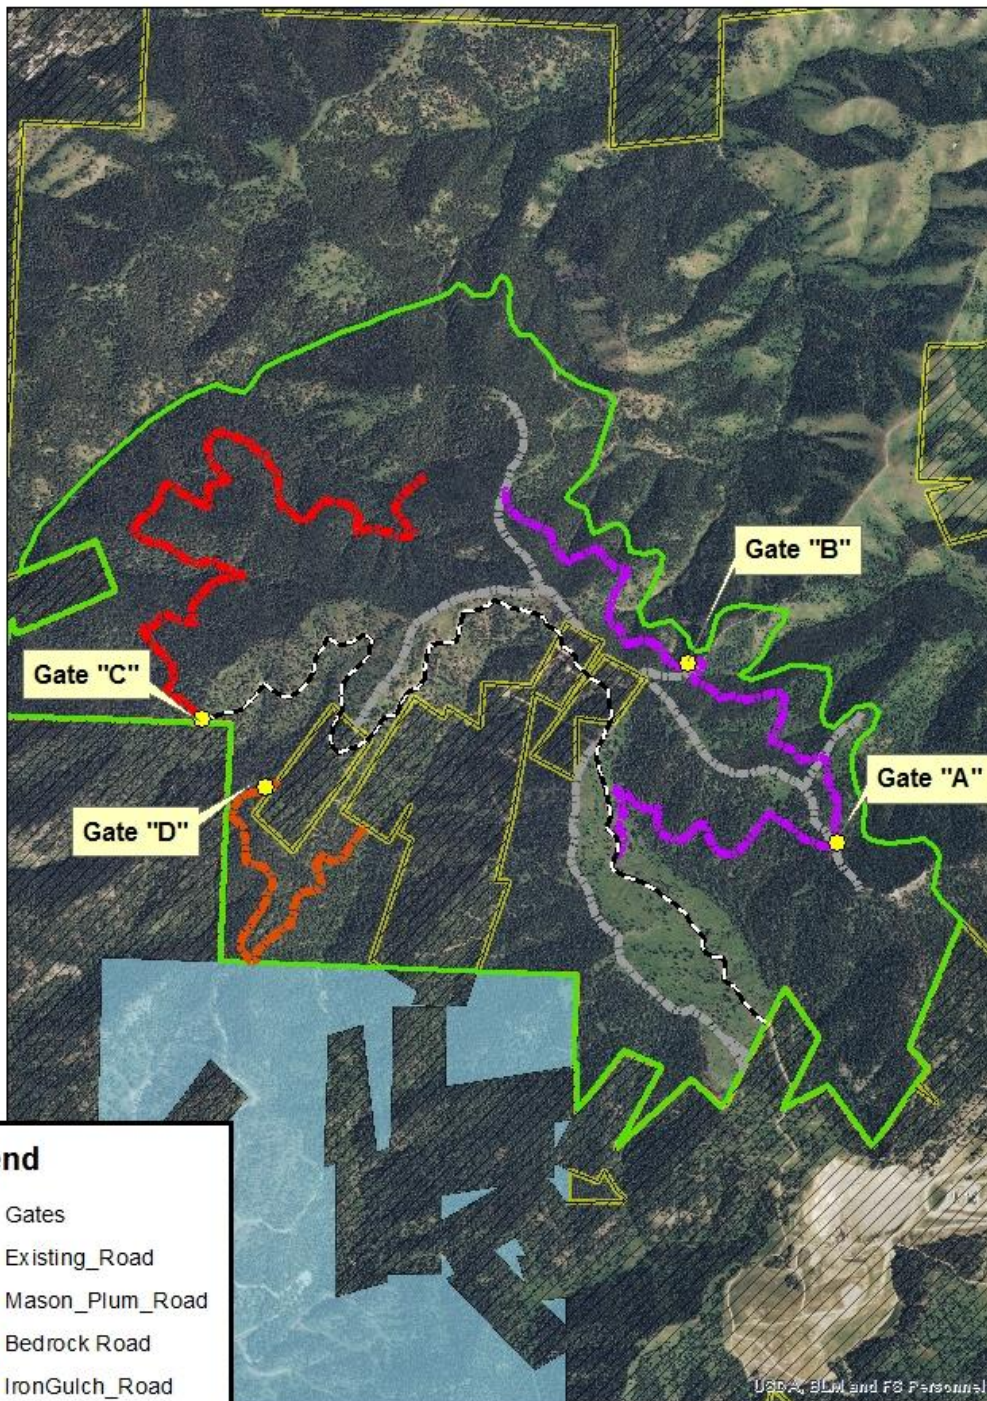 Gate "B"
Gate "C"
Gate "A"
Gate "D"
nd
Gates
Existing_Road
Mason_Plum_Road
Bedrock Road
IronGulch_Road
USDA, BLM and FS Personnel